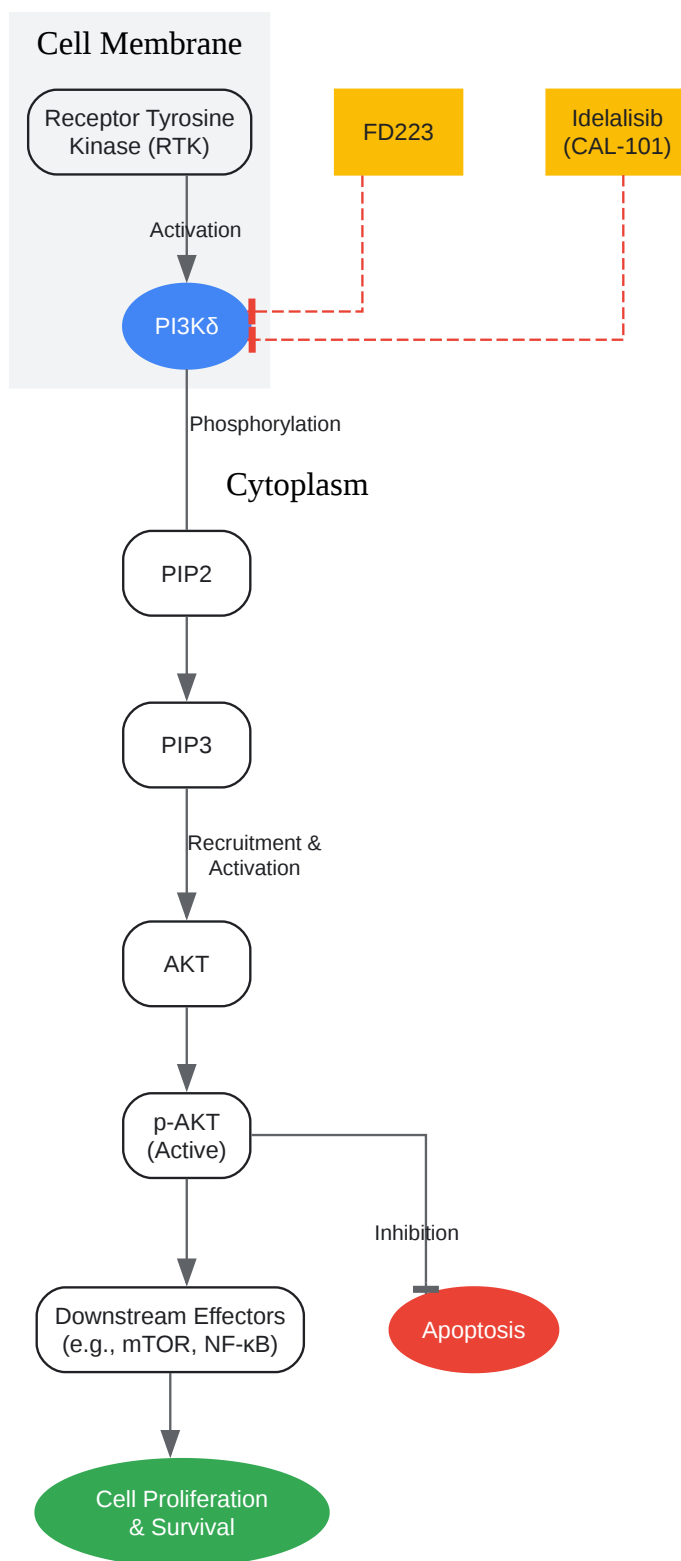 Cell Membrane
Receptor Tyrosine
Kinase (RTK)
FD223
Idelalisib
(CAL-101)
Activation
PI3Kδ
Phosphorylation
Cytoplasm
PIP2
PIP3
Recruitment &
Activation
AKT
p-AKT
(Active)
Inhibition
Downstream Effectors
(e.g., mTOR, NF-κB)
Apoptosis
Cell Proliferation
& Survival